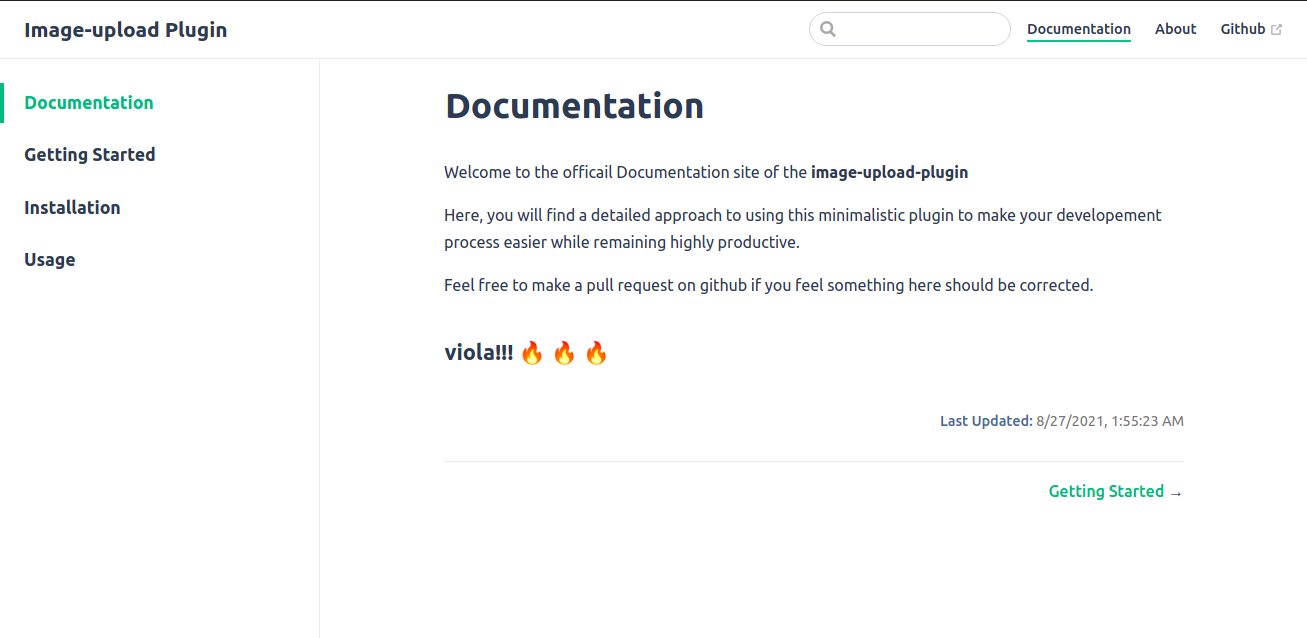 Image-upload Plugin
Documentation
About
Github
Documentation
Getting Started
Installation
Usage
Documentation
Welcome to the officail Documentation site of the image-upload-plugin
Here, you will find a detailed approach to using this minimalistic plugin to make your developement
process easier while remaining highly productive.
Feel free to make a pull request on github if you feel something here should be corrected.
viola!!! 🔥 🔥 🔥
Last Updated: 8/27/2021, 1:55:23 AM
Getting Started →